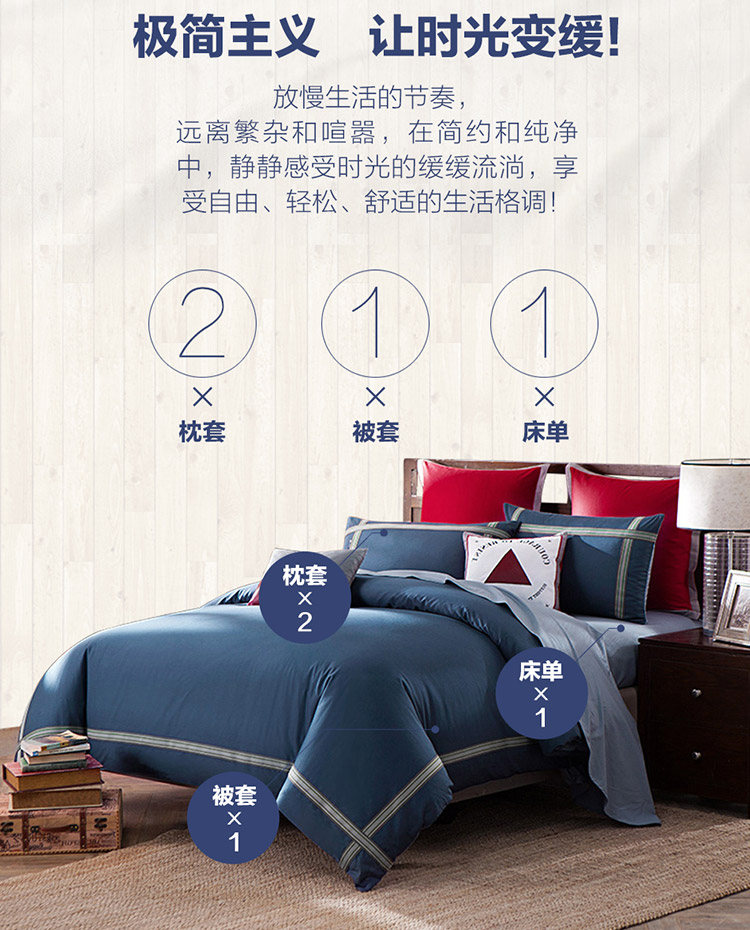 极简主义 让时光变缓!
放慢生活的节奏，
远离繁杂和喧嚣，在简约和纯净
中，静静感受时光的缓缓流淌，享
受自由、轻松、舒适的生活格调！
2 1 1
× × ×
枕套 被套 床单
枕套
×
2
床单
×
1
被套
×
1